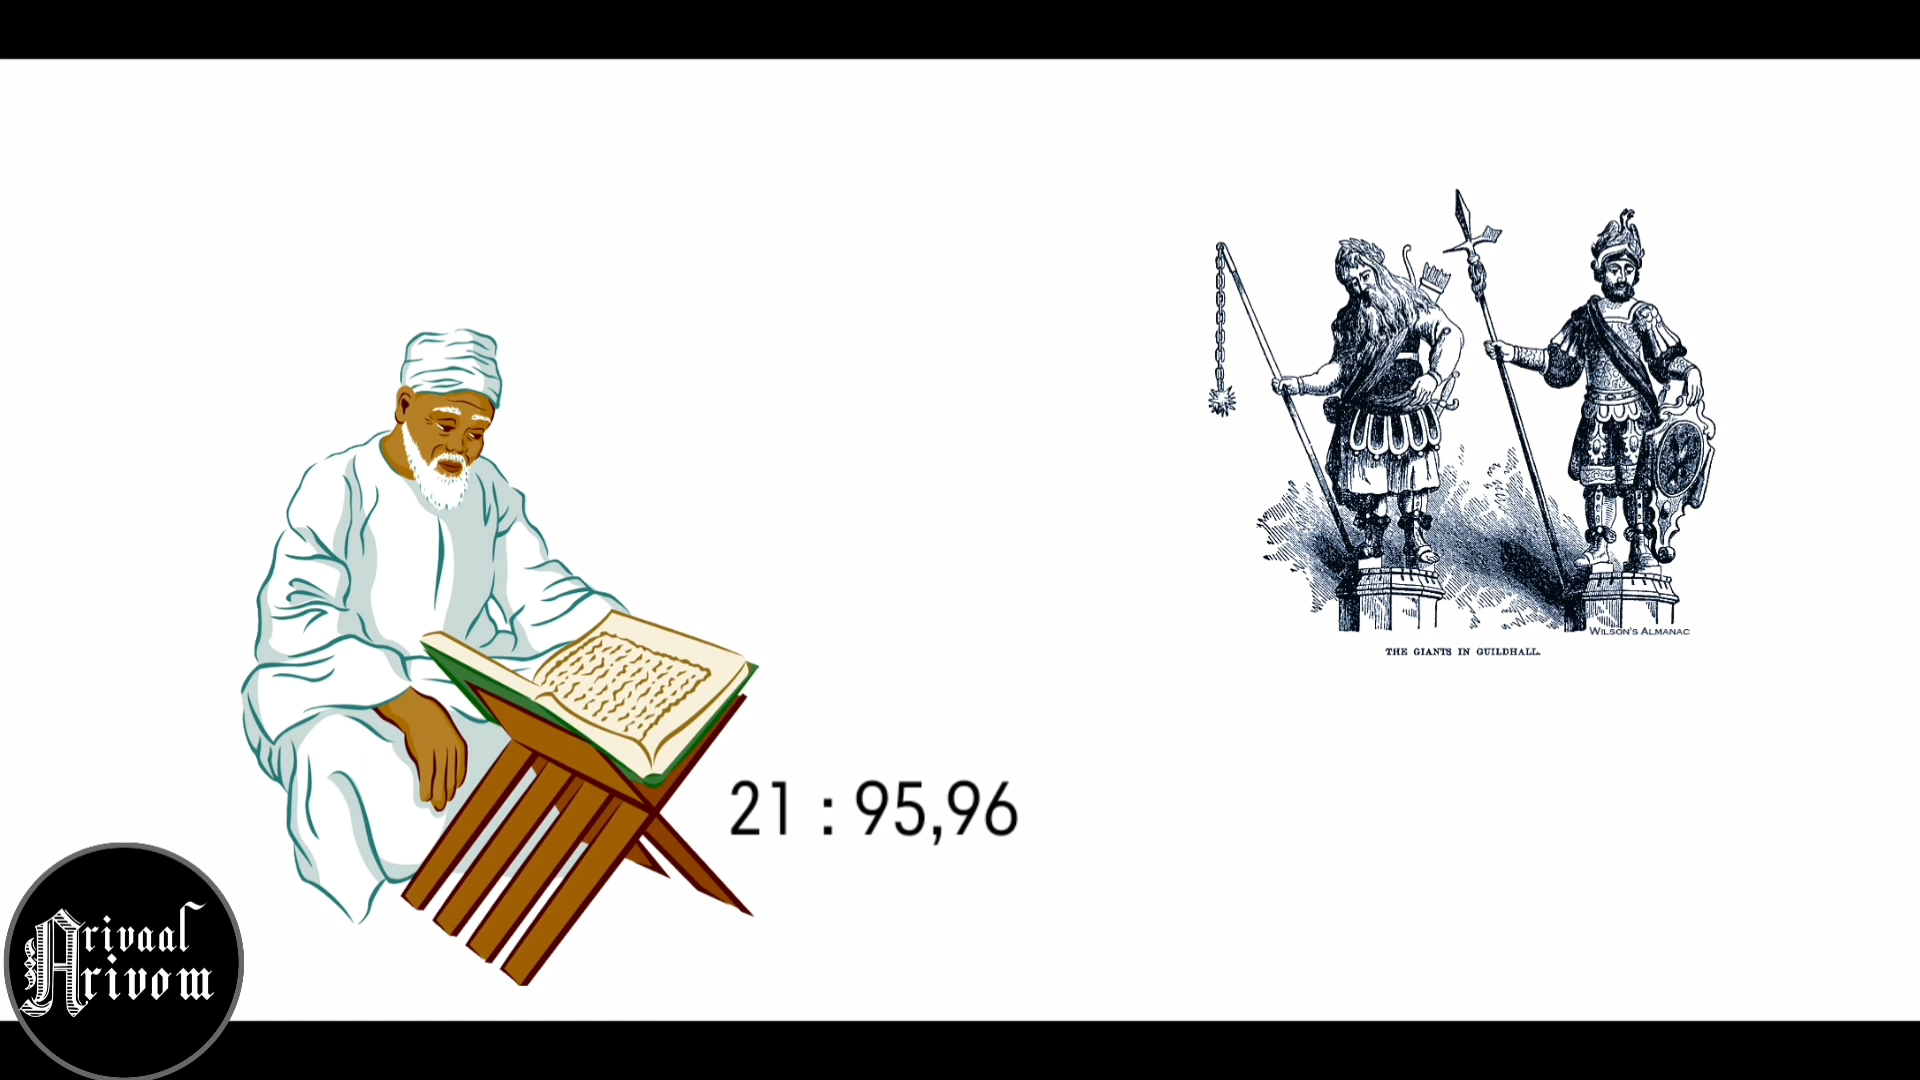 WILSON'S ALMANAC
THE GIANTS IN GUILDHALL.
21 : 95,96
Arivaal
Arivom